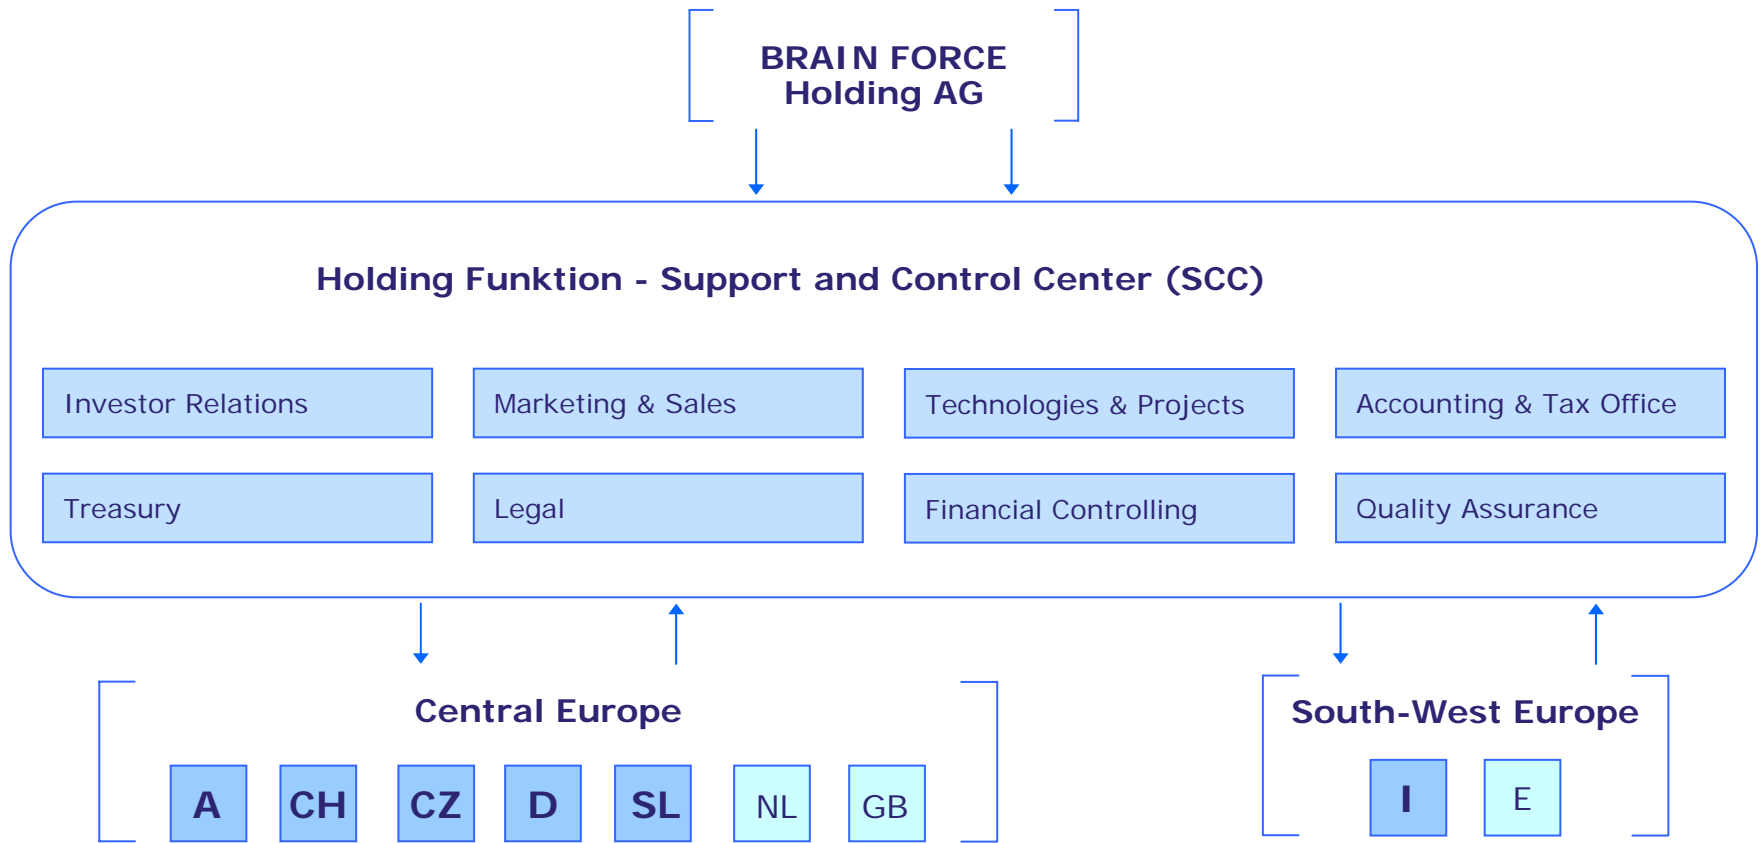 BRAIN FORCE
Holding AG
Holding Funktion - Support and Control Center (SCC)
Investor Relations
Marketing & Sales
Technologies & Projects
Accounting & Tax Office
Treasury
Legal
Financial Controlling
Quality Assurance
Central Europe
South-West Europe
A
CH
CZ
D
SL
NL
GB
I
E